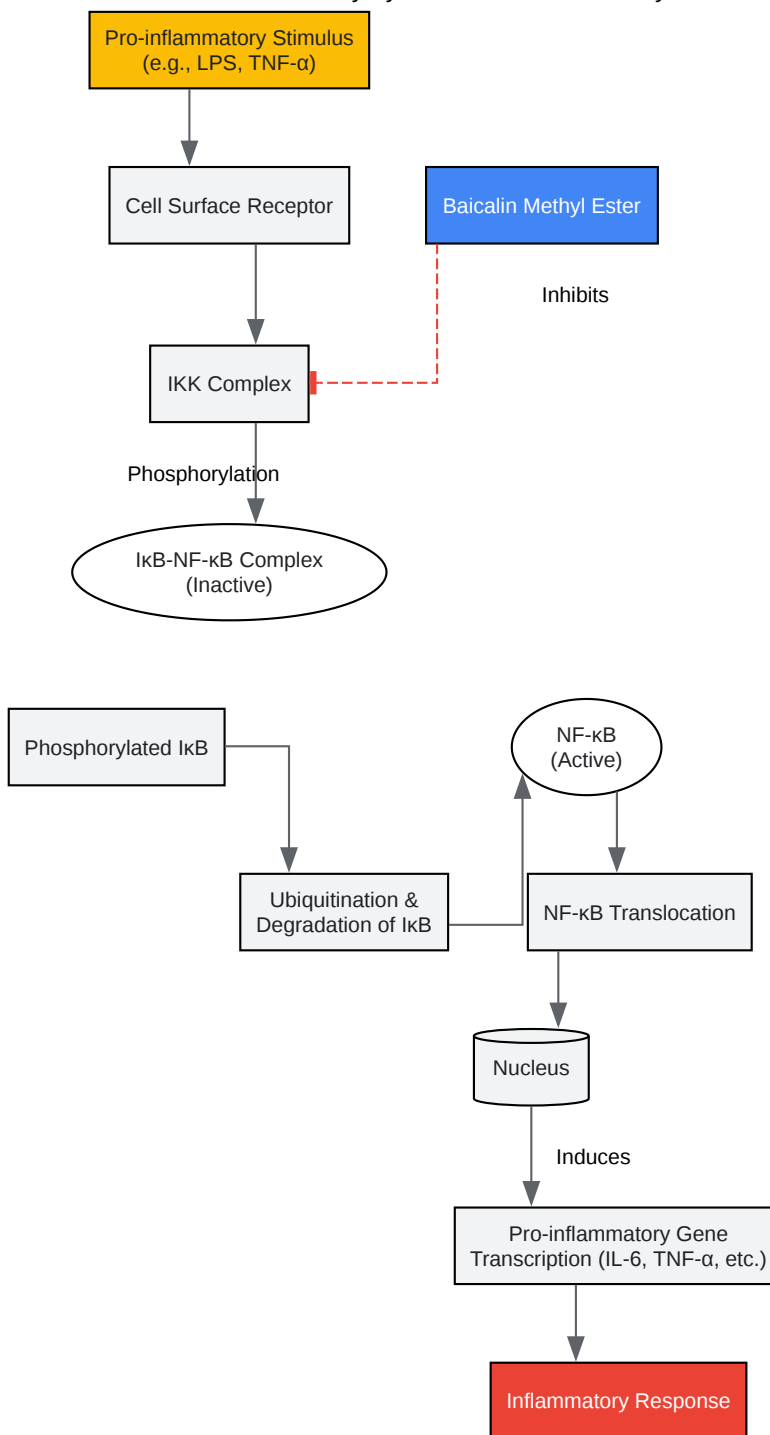 Pro-inflammatory Stimulus
(e.g., LPS, TNF-α)
Cell Surface Receptor
Baicalin Methyl Ester
Inhibits
IKK Complex
Phosphorylation
IκB-NF-κB Complex
(Inactive)
Phosphorylated IκB
NF-κB
(Active)
Ubiquitination &
Degradation of IκB
NF-κB Translocation
Nucleus
Induces
Pro-inflammatory Gene
Transcription (IL-6, TNF-α, etc.)
Inflammatory Response